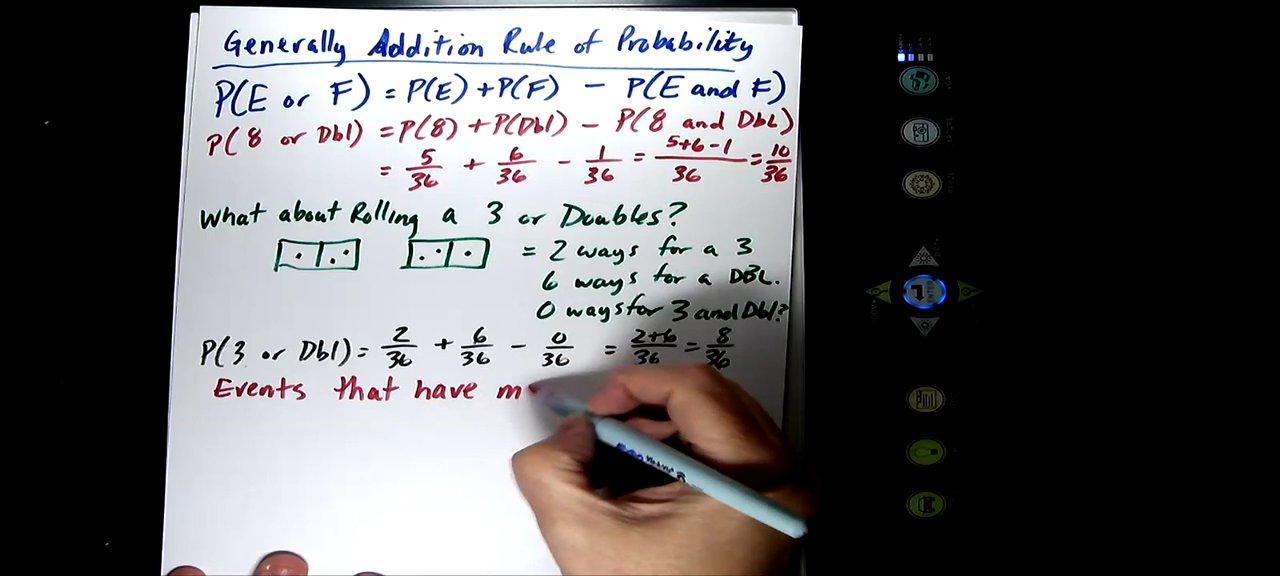 Generally Addition Rule of Probability
P(E or F) = P(E) + P(F) - P(E and F)
P(8 or Dbl) = P(8) + P(Dbl) - P(8 and DbL)
= 5/36 + 6/36 - 1/36 = 5+6-1/36 = 10/36
What about Rolling a 3 or Doubles?
= 2 ways for a 3
6 ways for a DBL.
0 ways for 3 and Dbl?
P(3 or Dbl) = 2/36 + 6/36 - 0/36 = 2+6/36 = 8/36
Events that have m